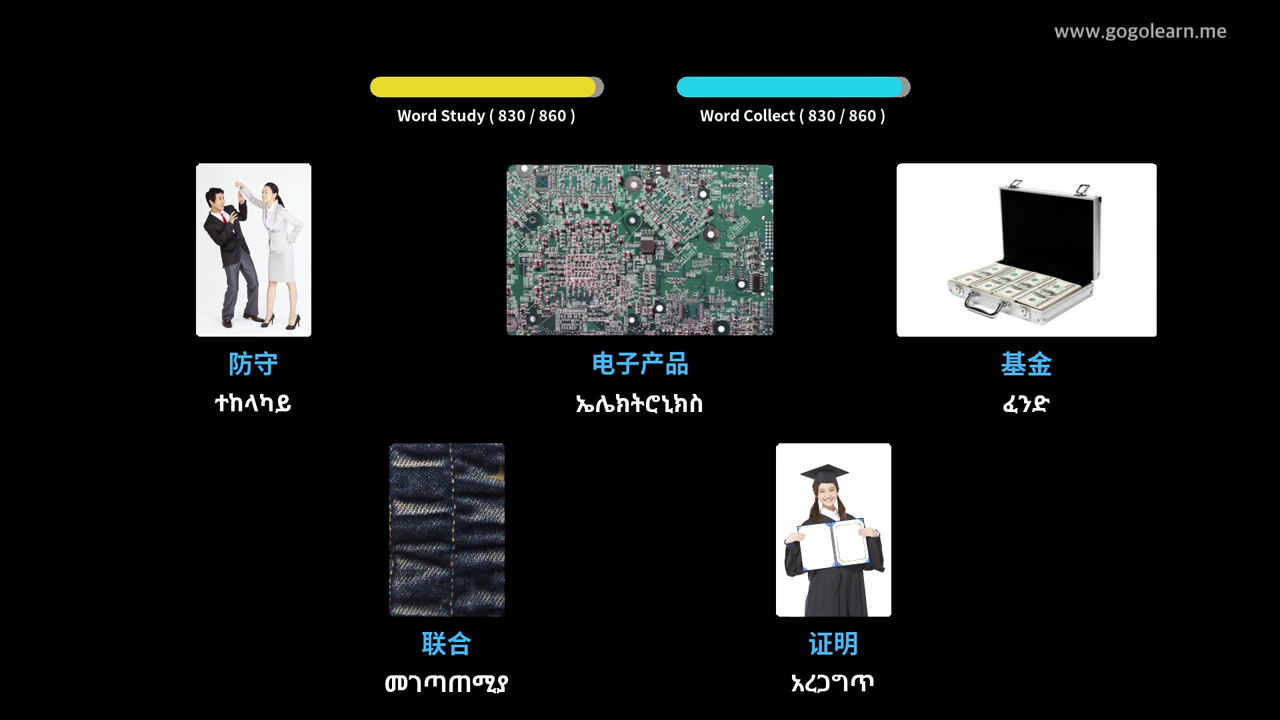 www.gogolearn.me
Word Study ( 830 / 860 )
Word Collect ( 830 / 860 )
防守
电子产品
基金
ተከላካይ
ኤሌክትሮኒክስ
ፈንድ
联合
证明
መገጣጠሚያ
አረጋግጥ